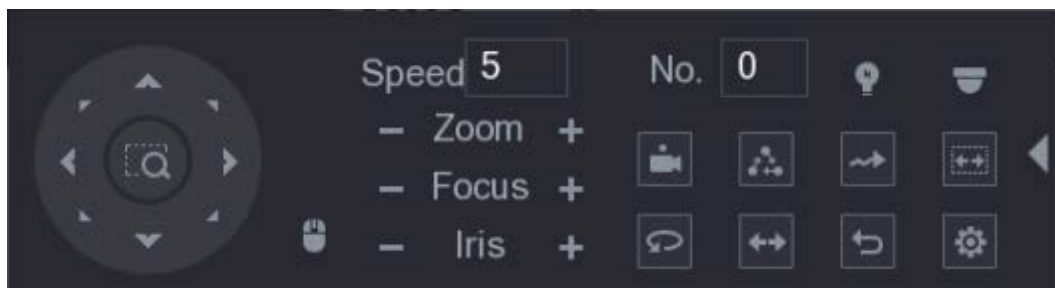 Speed 5 No. 0
– Zoom +
– Focus +
– Iris +